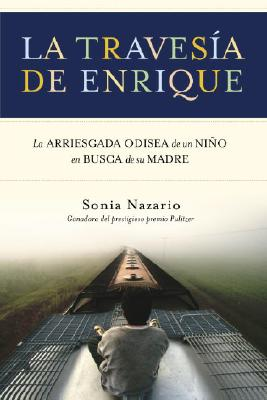 LA TRAVESÍA
DE ENRIQUE
La ARRIESGADA ODISEA de un NIÑO
en BUSCA de su MADRE
Sonia Nazario
Ganadora del prestigioso premio Pulitzer